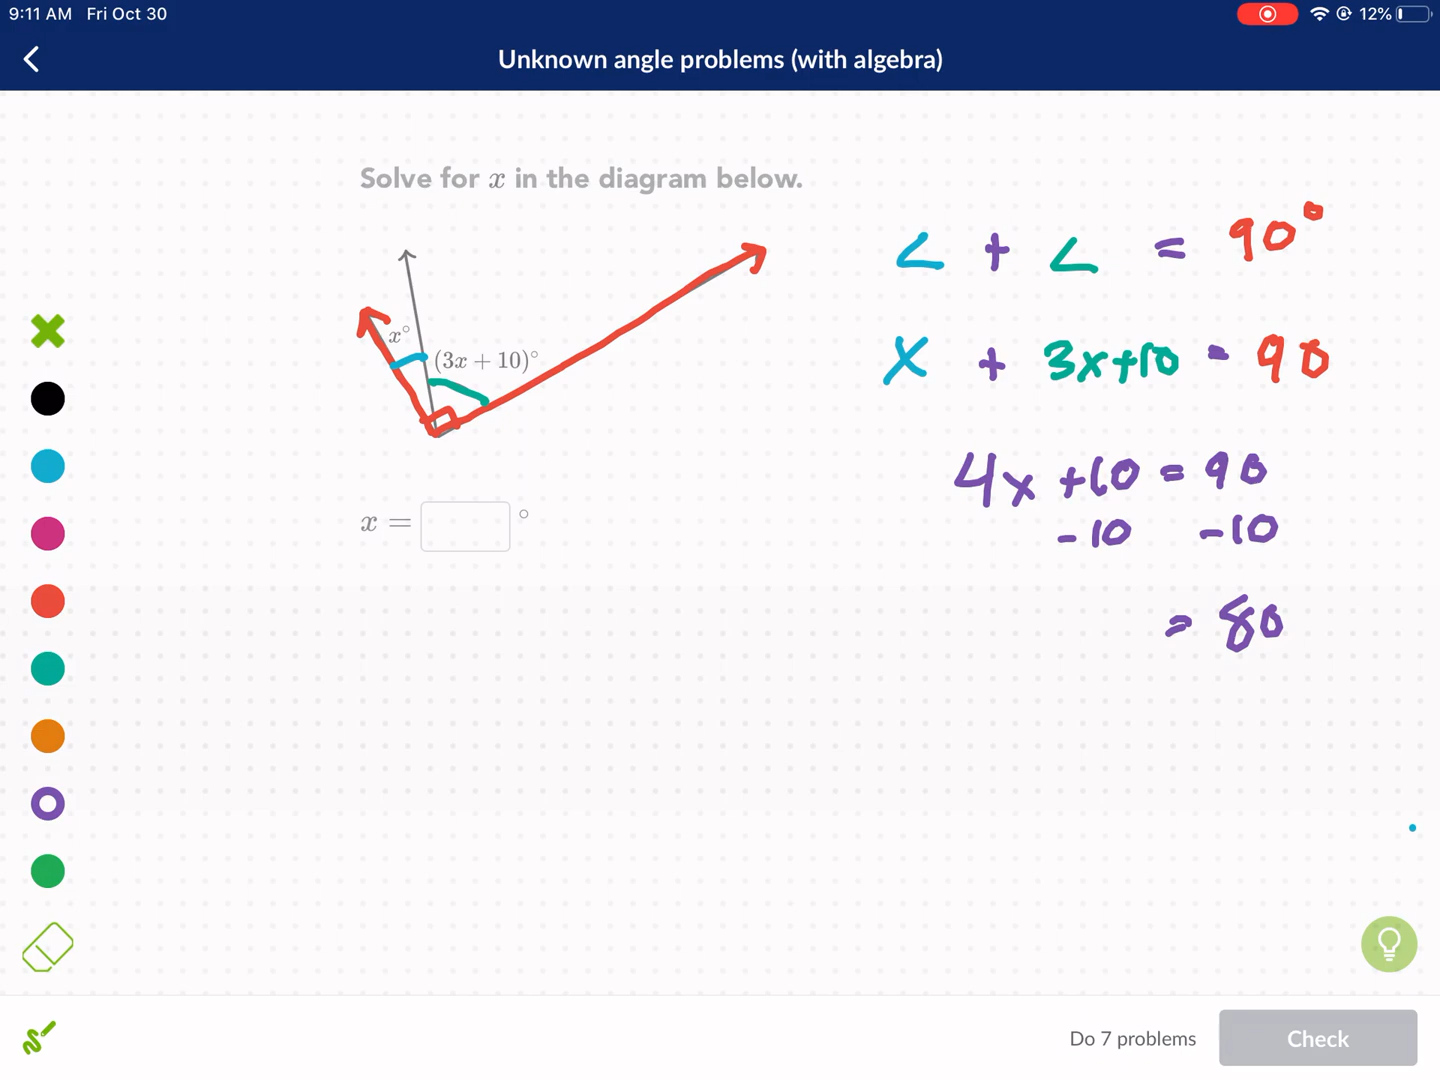 9:11 AM Fri Oct 30 12%
Unknown angle problems (with algebra)
Solve for x in the diagram below.
x°
(3x + 10)°
x = °
∠ + ∠ = 90°
x + 3x+10 = 90
4x +10 = 90
-10 -10
= 80
Do 7 problems
Check